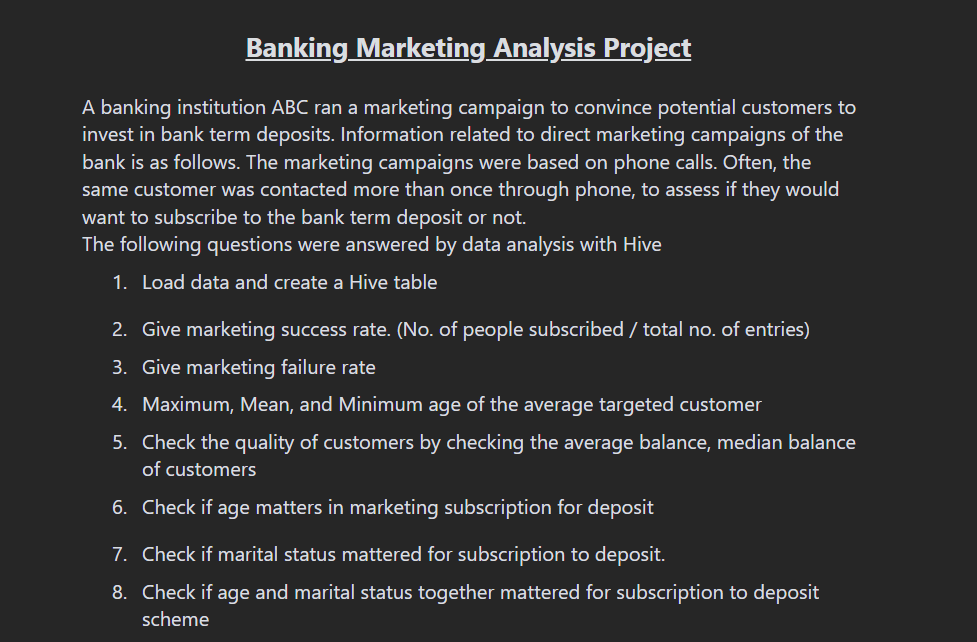 Banking Marketing Analysis Project
A banking institution ABC ran a marketing campaign to convince potential customers to
invest in bank term deposits. Information related to direct marketing campaigns of the
bank is as follows. The marketing campaigns were based on phone calls. Often, the
same customer was contacted more than once through phone, to assess if they would
want to subscribe to the bank term deposit or not.
The following questions were answered by data analysis with Hive
1. Load data and create a Hive table
2. Give marketing success rate. (No. of people subscribed / total no. of entries)
3. Give marketing failure rate
4. Maximum, Mean, and Minimum age of the average targeted customer
5. Check the quality of customers by checking the average balance, median balance
of customers
6. Check if age matters in marketing subscription for deposit
7. Check if marital status mattered for subscription to deposit.
8. Check if age and marital status together mattered for subscription to deposit
scheme